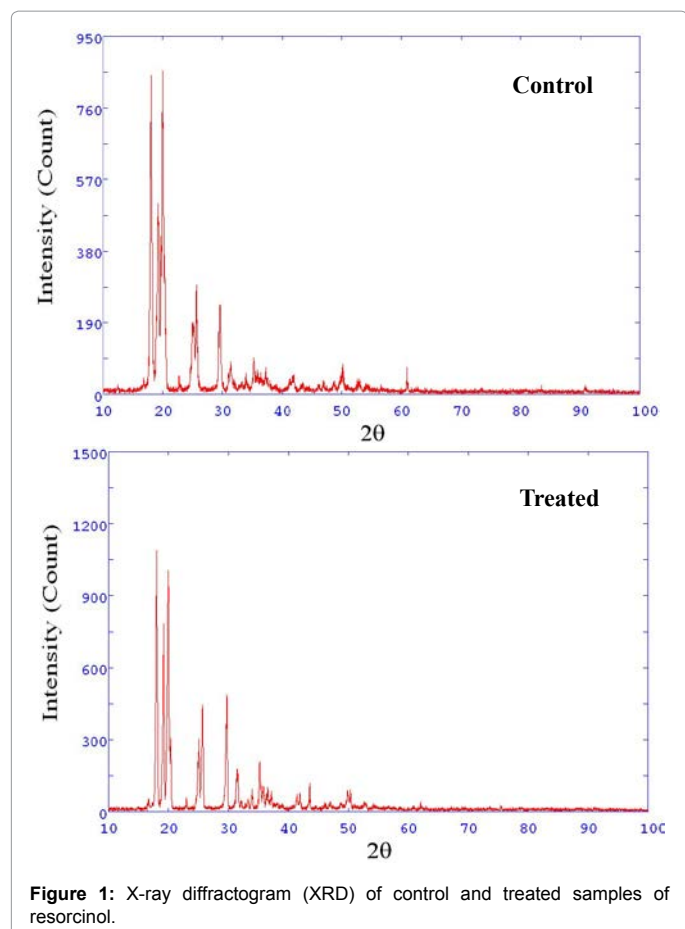 950
Control
760
570
380
190
0
Intensity (Count)
10 20 30 40 50 60 70 80 90 100
2θ
1500
Treated
1200
900
600
300
0
Intensity (Count)
10 20 30 40 50 60 70 80 90 100
2θ
Figure 1: X-ray diffractogram (XRD) of control and treated samples of
resorcinol.